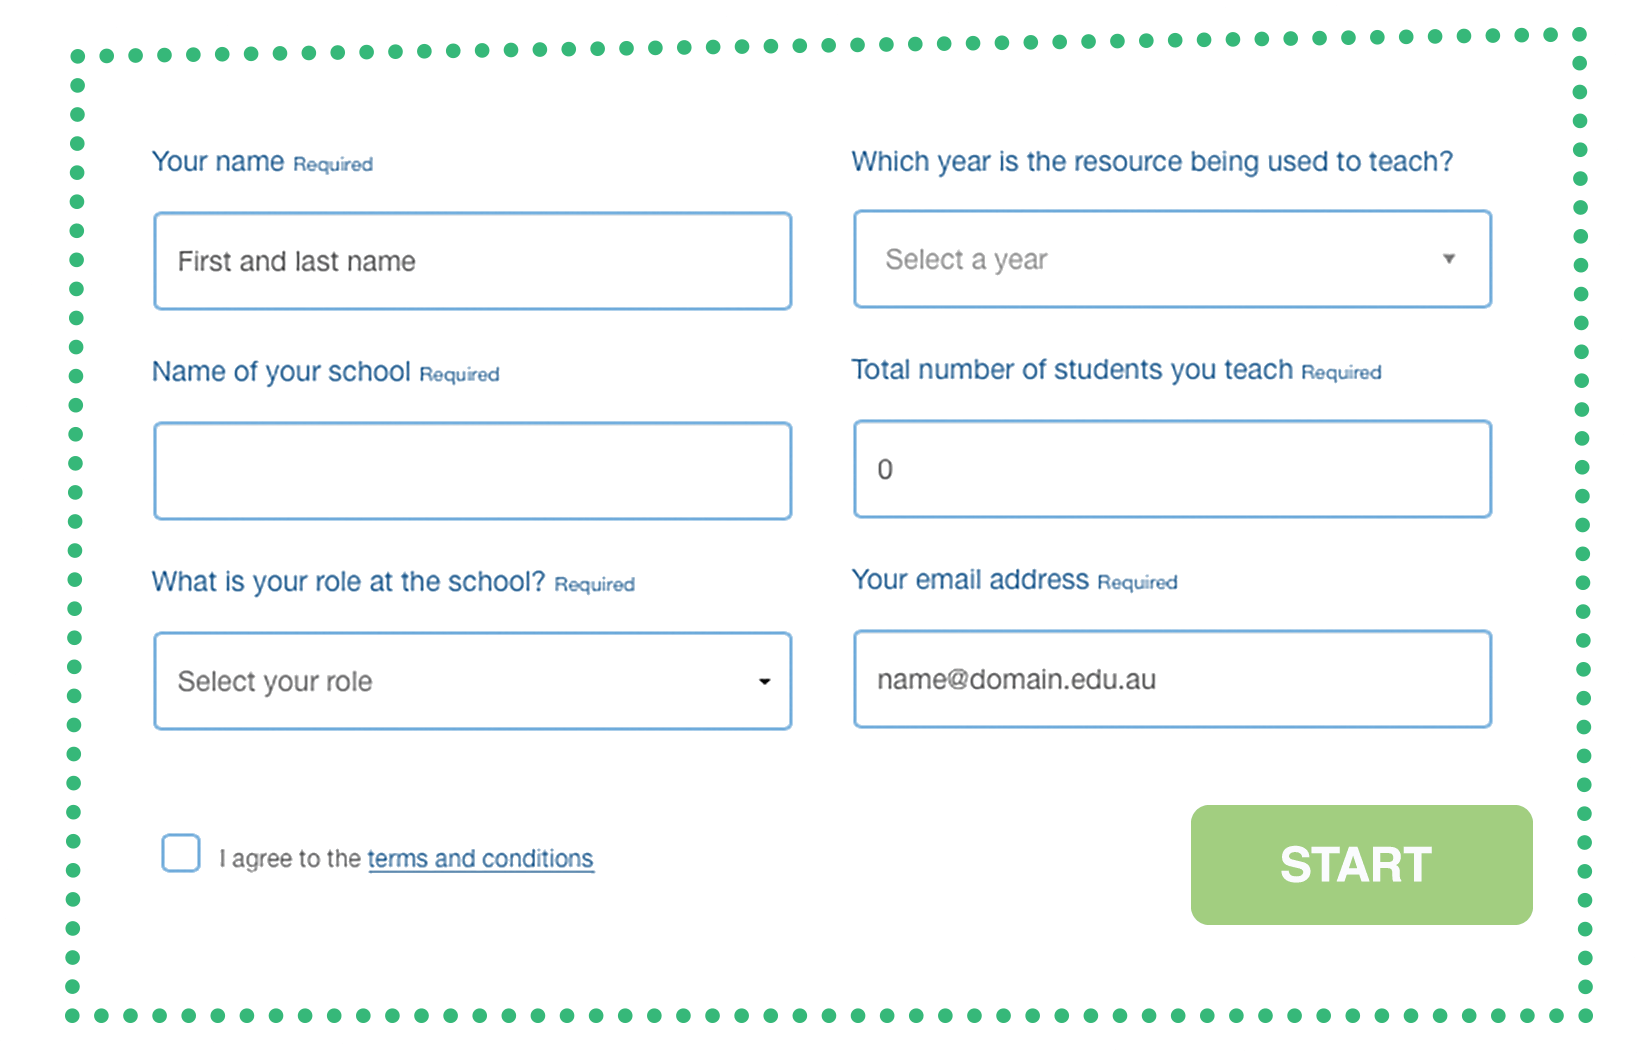 Your name Required
First and last name
Name of your school Required
What is your role at the school? Required
Select your role
Which year is the resource being used to teach?
Select a year
Total number of students you teach Required
0
Your email address Required
name@domain.edu.au
I agree to the terms and conditions
START